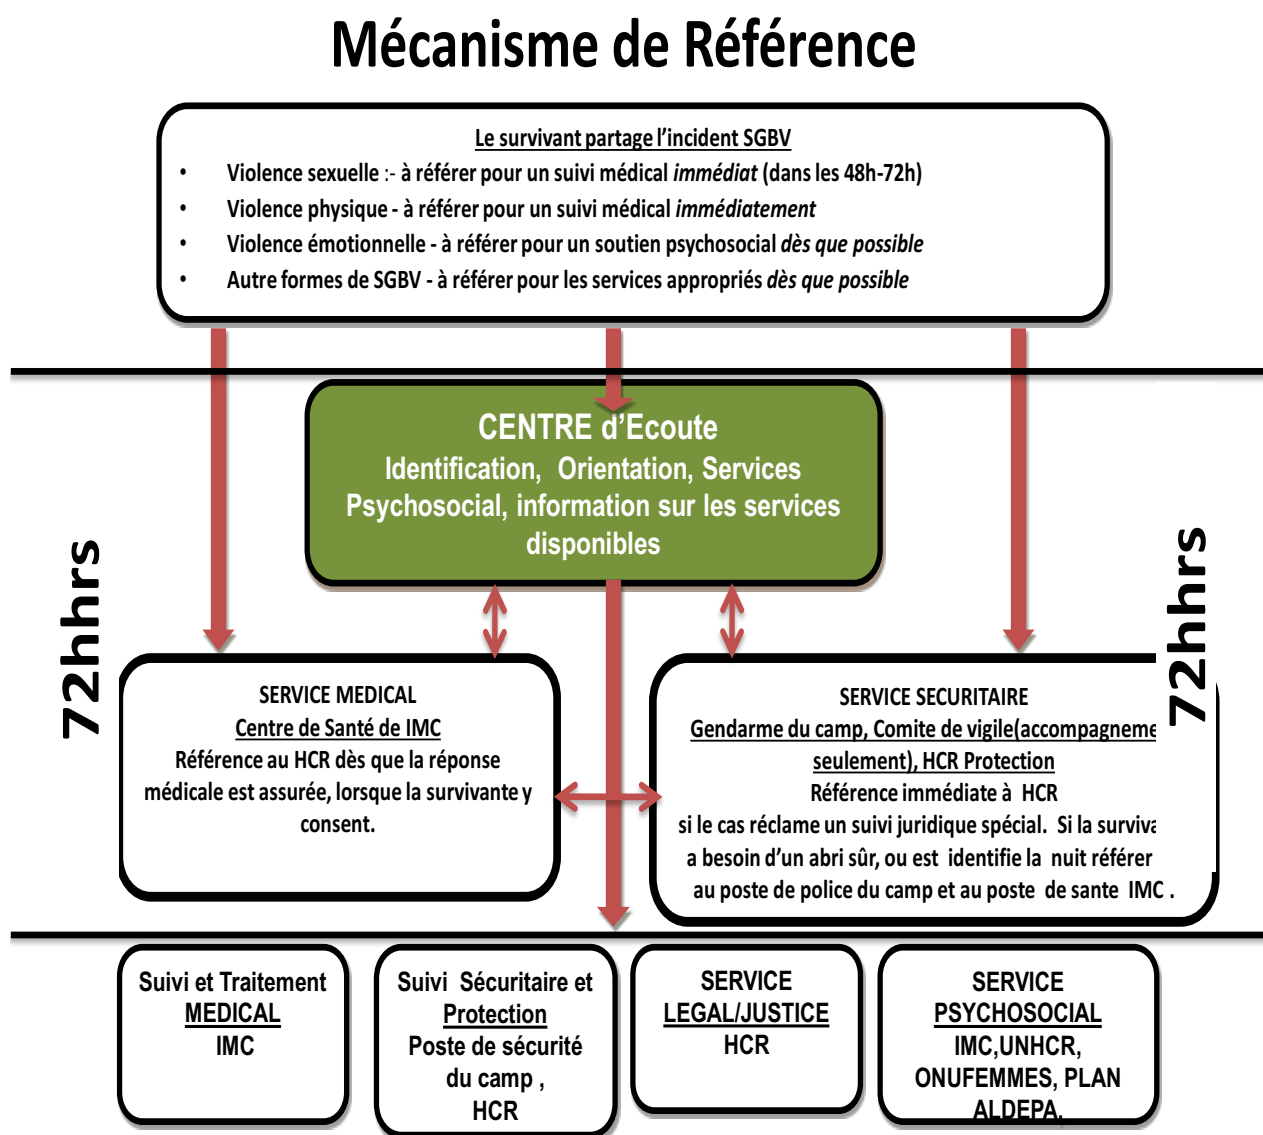 Mécanisme de Référence
Le survivant partage l'incident SGBV
• Violence sexuelle :- à référer pour un suivi médical immédiat (dans les 48h-72h)
• Violence physique - à référer pour un suivi médical immédiatement
• Violence émotionnelle - à référer pour un soutien psychosocial dès que possible
• Autre formes de SGBV - à référer pour les services appropriés dès que possible
CENTRE d'Ecoute
Identification, Orientation, Services
Psychosocial, information sur les services
disponibles
72hhrs
72hhrs
SERVICE MEDICAL
Centre de Santé de IMC
Référence au HCR dès que la réponse
médicale est assurée, lorsque la survivante y
consent.
SERVICE SECURITAIRE
Gendarme du camp, Comite de vigile(accompagneme
seulement), HCR Protection
Référence immédiate à HCR
si le cas réclame un suivi juridique spécial. Si la surviva
a besoin d'un abri sûr, ou est identifie la nuit référer
au poste de police du camp et au poste de sante IMC .
Suivi et Traitement
MEDICAL
IMC
Suivi Sécuritaire et
Protection
Poste de sécurité
du camp ,
HCR
SERVICE
LEGAL/JUSTICE
HCR
SERVICE
PSYCHOSOCIAL
IMC,UNHCR,
ONUFEMMES, PLAN
ALDEPA.